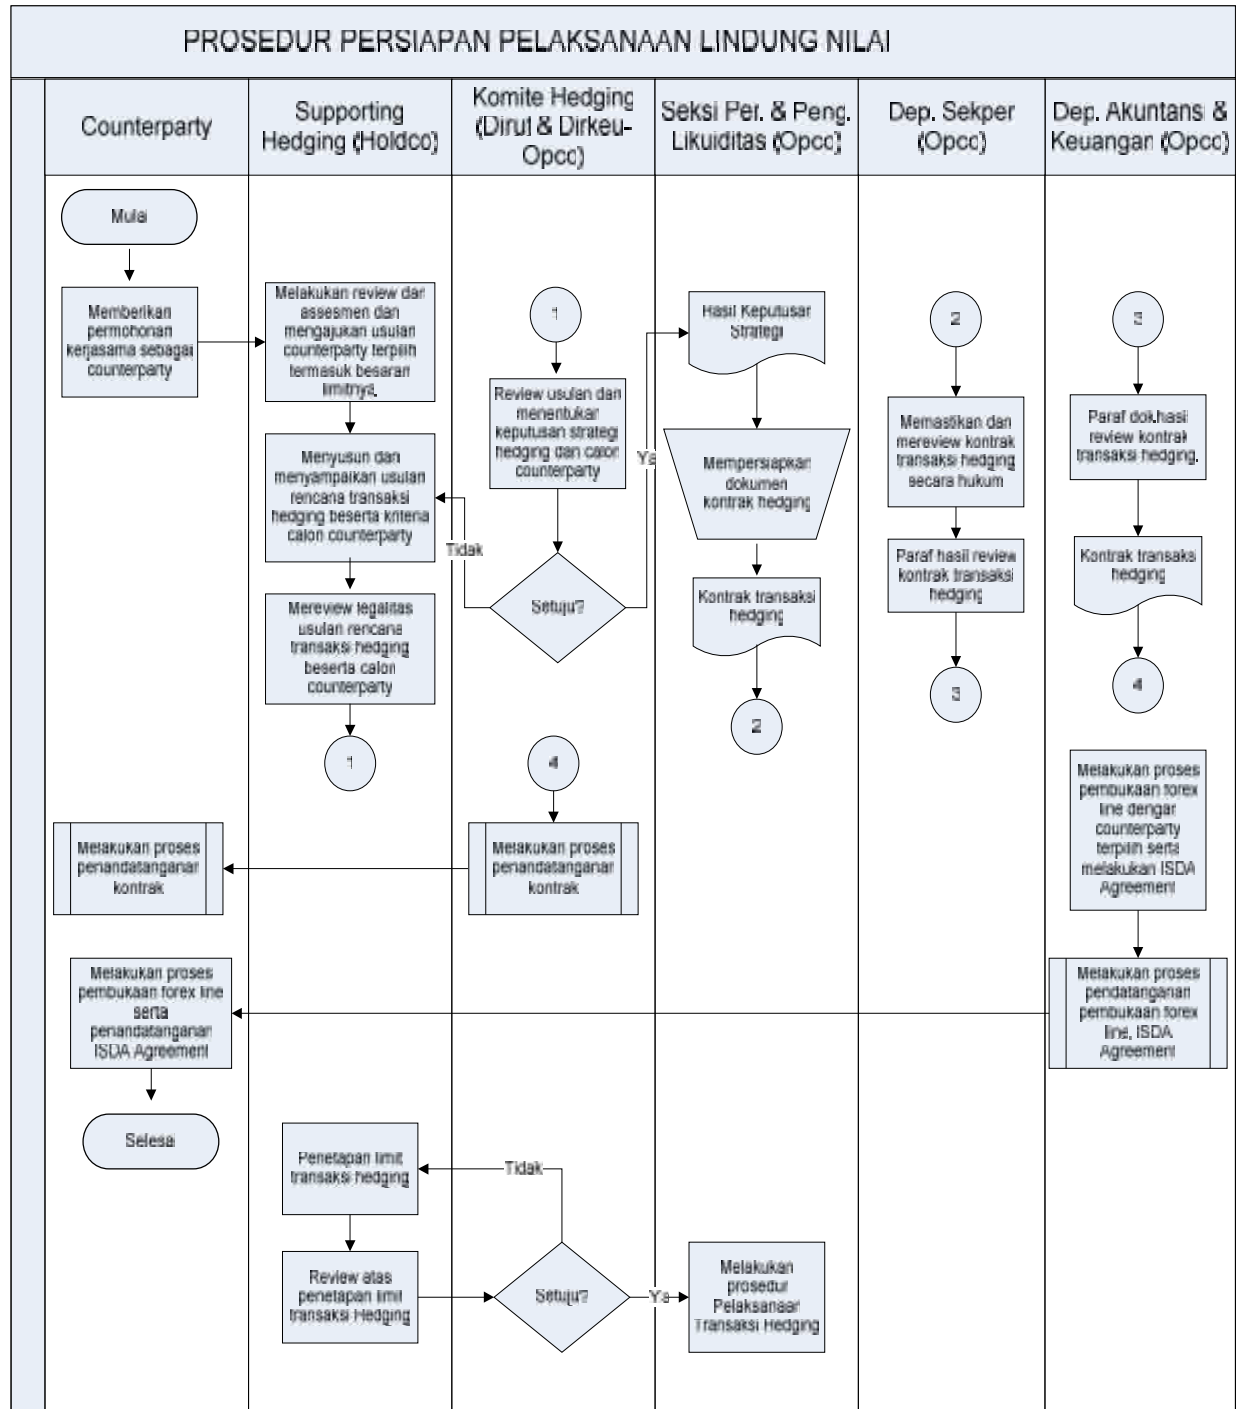 PROSEDUR PERSIAPAN PELAKSANAAN LINDUNG NILAI
Counterparty
Supporting
Hedging (Holdco)
Komite Hedging
(Dirut & Dirkeu-
Opco)
Seksi Per. & Peng.
Likuiditas (Opco)
Dep. Sekper
(Opco)
Dep. Akuntansi &
Keuangan (Opco)
Mulai
Memberikan
permohonan
kerjasama sebagai
counterparty
Melakukan review dan
assesmen dan
mengajukan usulan
counterparty terpilih
termasuk besaran
limitnya.
Menyusun dan
menyampaikan usulan
rencana transaksi
hedging beserta kriteria
calon counterparty
Mereview legalitas
usulan rencana
transaksi hedging
beserta calon
counterparty
1
1
Review usulan dan
menentukan
keputusan strategi
hedging dan calon
counterparty
Setuju?
Tidak
Ya
Hasil Keputusan
Strategi
Mempersiapkan
dokumen
kontrak hedging
Kontrak transaksi
hedging
2
2
Memastikan dan
mereview kontrak
transaksi hedging
secara hukum
Paraf hasil review
kontrak transaksi
hedging
3
3
Paraf dok.hasil
review kontrak
transaksi hedging.
Kontrak transaksi
hedging
4
4
Melakukan proses
penandatanganan
kontrak
Melakukan proses
penandatanganan
kontrak
Melakukan proses
pembukaan forex
line dengan
counterparty
terpilih serta
melakukan ISDA
Agreement
Melakukan proses
pendatanganan
pembukaan forex
line, ISDA
Agreement
Melakukan proses
pembukaan forex line
serta
penandatanganan
ISDA Agreement
Selesai
Penetapan limit
transaksi hedging
Review atas
penetapan limit
transaksi Hedging
Setuju?
Tidak
Ya
Melakukan
prosedur
Pelaksanaan
Transaksi Hedging